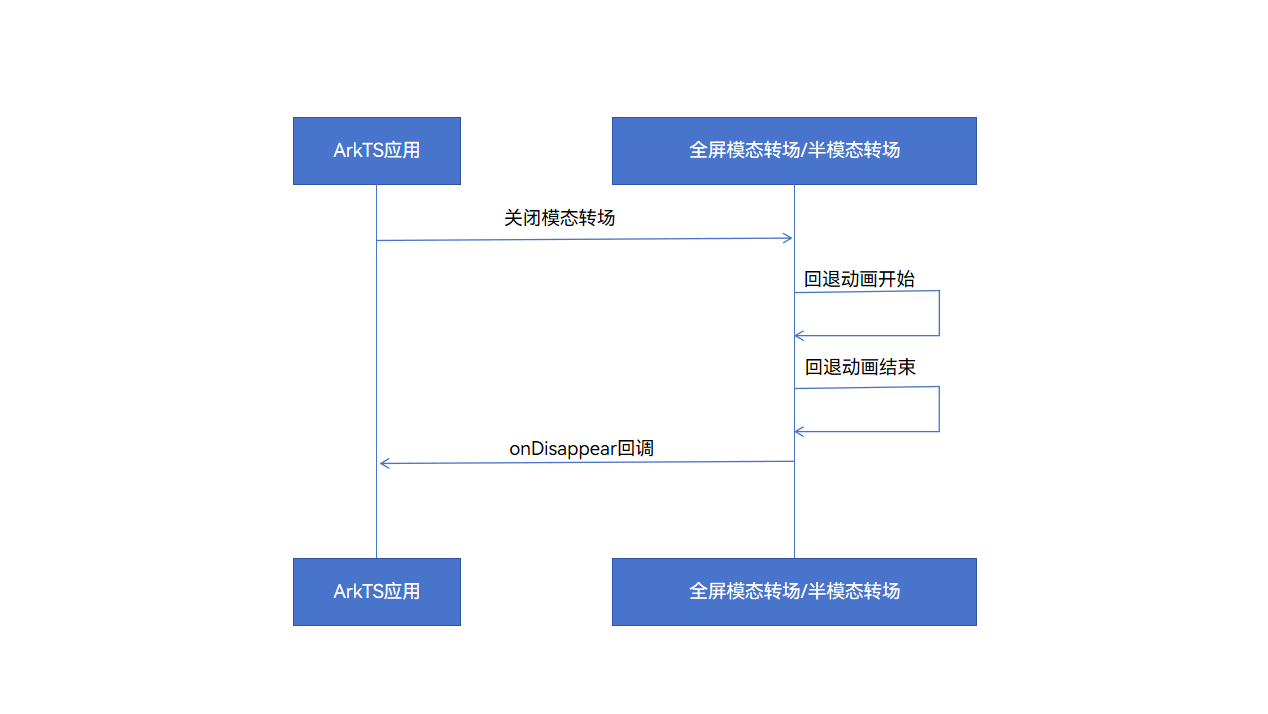 ArkTS应用
全屏模态转场/半模态转场
关闭模态转场
回退动画开始
回退动画结束
onDisappear回调
ArkTS应用
全屏模态转场/半模态转场